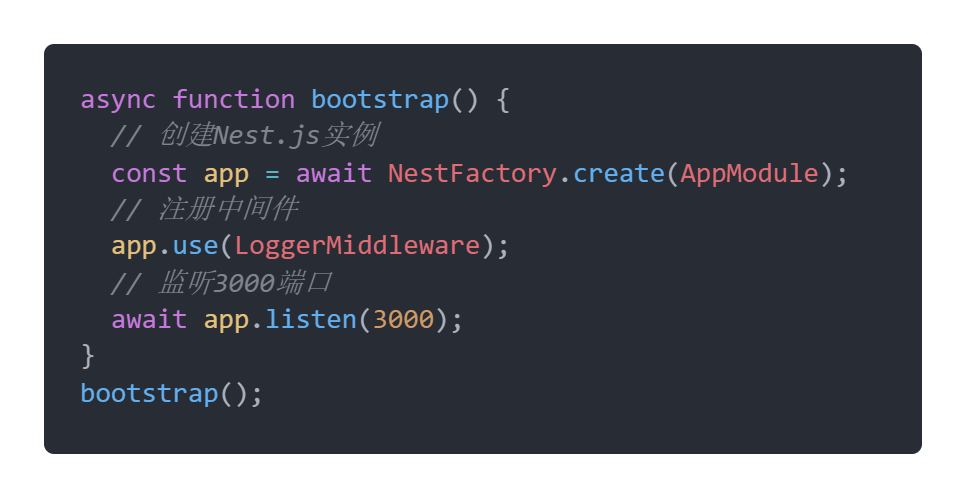 async function bootstrap() {
  // 创建Nest.js实例
  const app = await NestFactory.create(AppModule);
  // 注册中间件
  app.use(LoggerMiddleware);
  // 监听3000端口
  await app.listen(3000);
}
bootstrap();